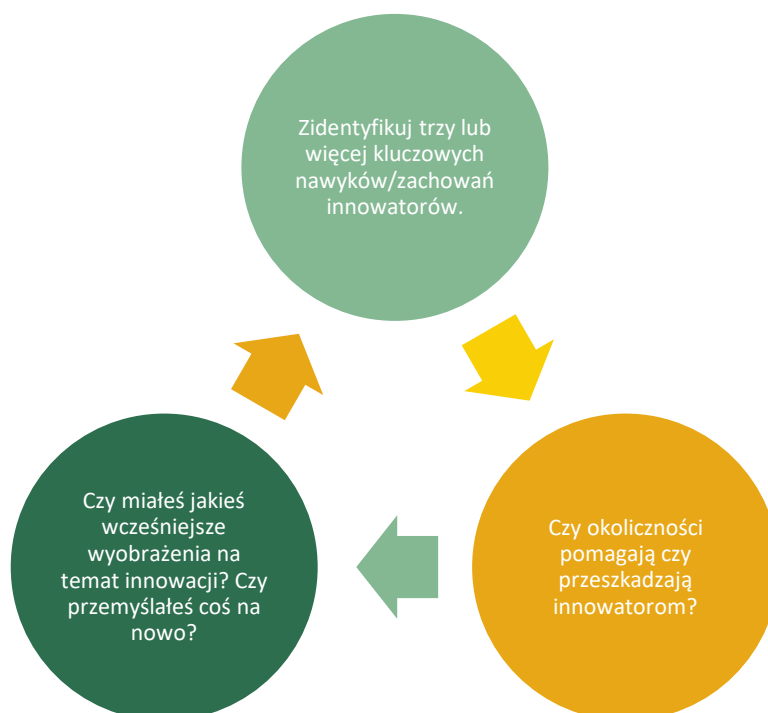 Zidentyfikuj trzy lub
więcej kluczowych
nawyków/zachowań
innowatorów.
Czy okoliczności
pomagają czy
przeszkadzają
innowatorom?
Czy miałeś jakieś
wcześniejsze
wyobrażenia na
temat innowacji? Czy
przemyślałeś coś na
nowo?